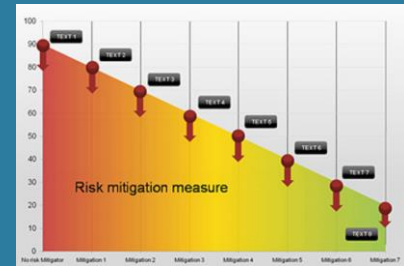 100
90
80
70
60
50
40
30
20
10
0
TEXT 1
TEXT 2
TEXT 3
TEXT 4
TEXT 5
TEXT 6
TEXT 7
TEXT 8
Risk mitigation measure
No risk Mitigator
Mitigation 1
Mitigation 2
Mitigation 3
Mitigation 4
Mitigation 5
Mitigation 6
Mitigation 7